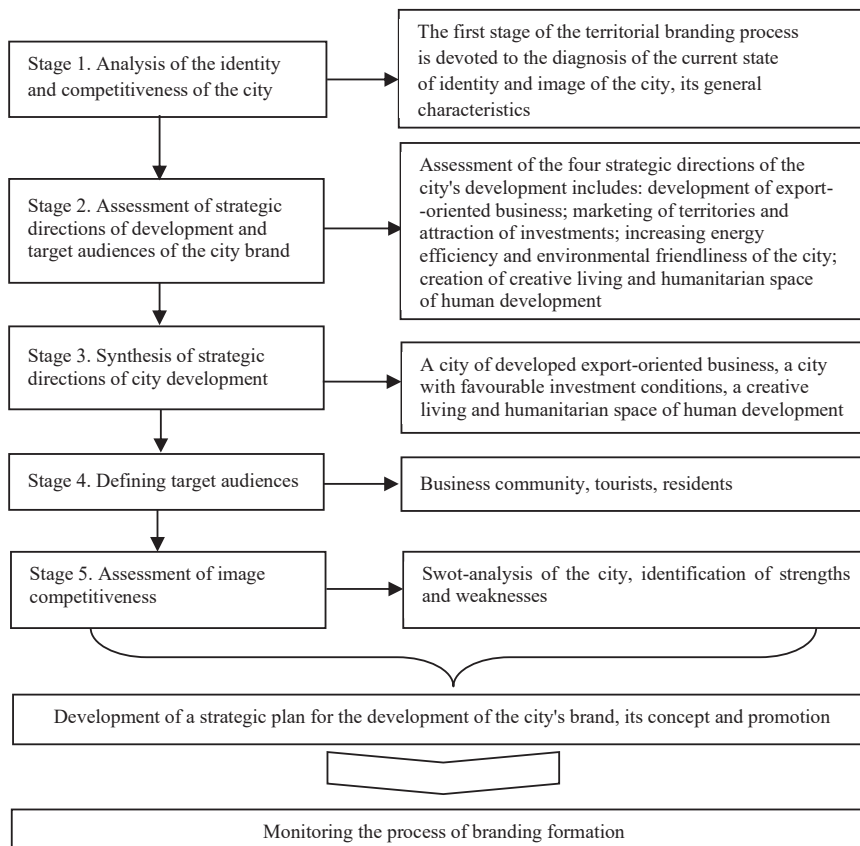 Stage 1. Analysis of the identity
and competitiveness of the city
The first stage of the territorial branding process
is devoted to the diagnosis of the current state
of identity and image of the city, its general
characteristics
Stage 2. Assessment of strategic
directions of development and
target audiences of the city brand
Assessment of the four strategic directions of the
city's development includes: development of export-
-oriented business; marketing of territories and
attraction of investments; increasing energy
efficiency and environmental friendliness of the city;
creation of creative living and humanitarian space
of human development
Stage 3. Synthesis of strategic
directions of city development
A city of developed export-oriented business, a city
with favourable investment conditions, a creative
living and humanitarian space of human development
Stage 4. Defining target audiences
Business community, tourists, residents
Stage 5. Assessment of image
competitiveness
Swot-analysis of the city, identification of strengths
and weaknesses
Development of a strategic plan for the development of the city's brand, its concept and promotion
Monitoring the process of branding formation